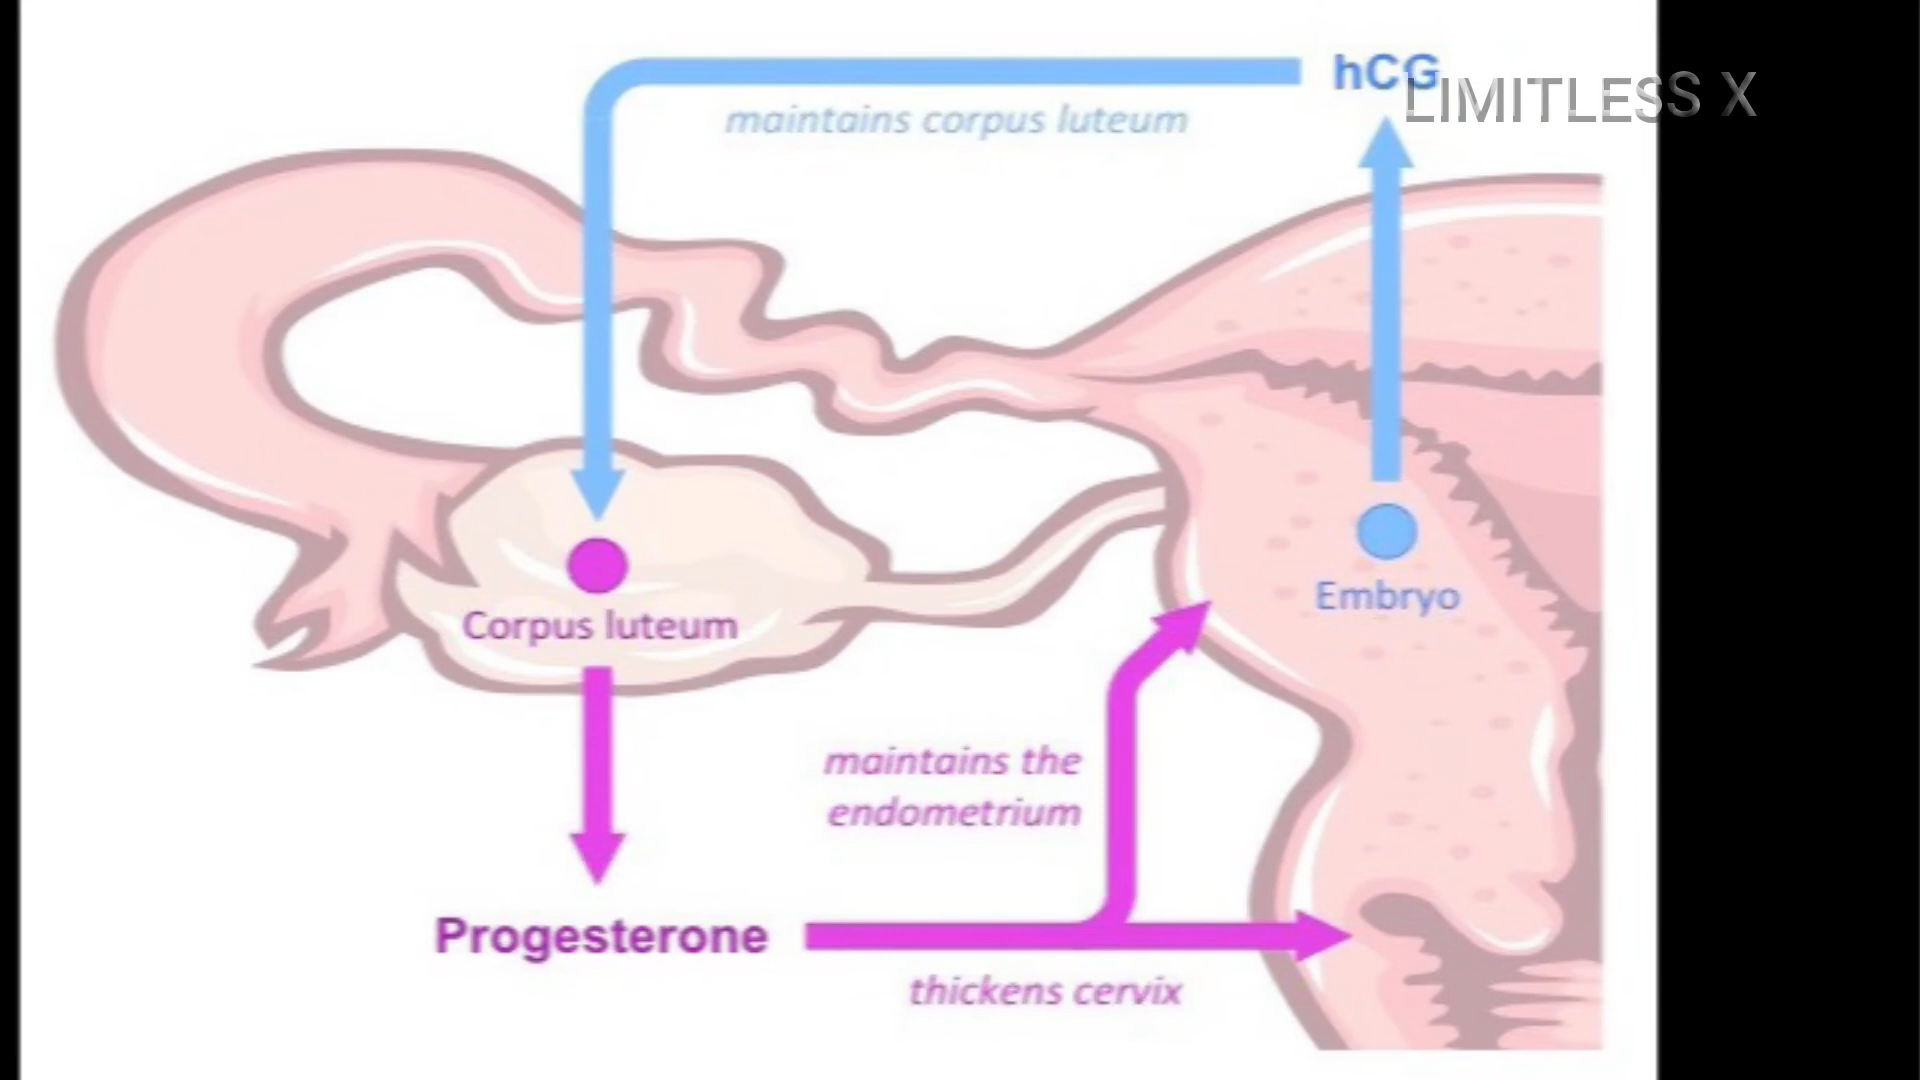 hCG
LIMITLESS X
maintains corpus luteum
Embryo
Corpus luteum
maintains the
endometrium
Progesterone
thickens cervix